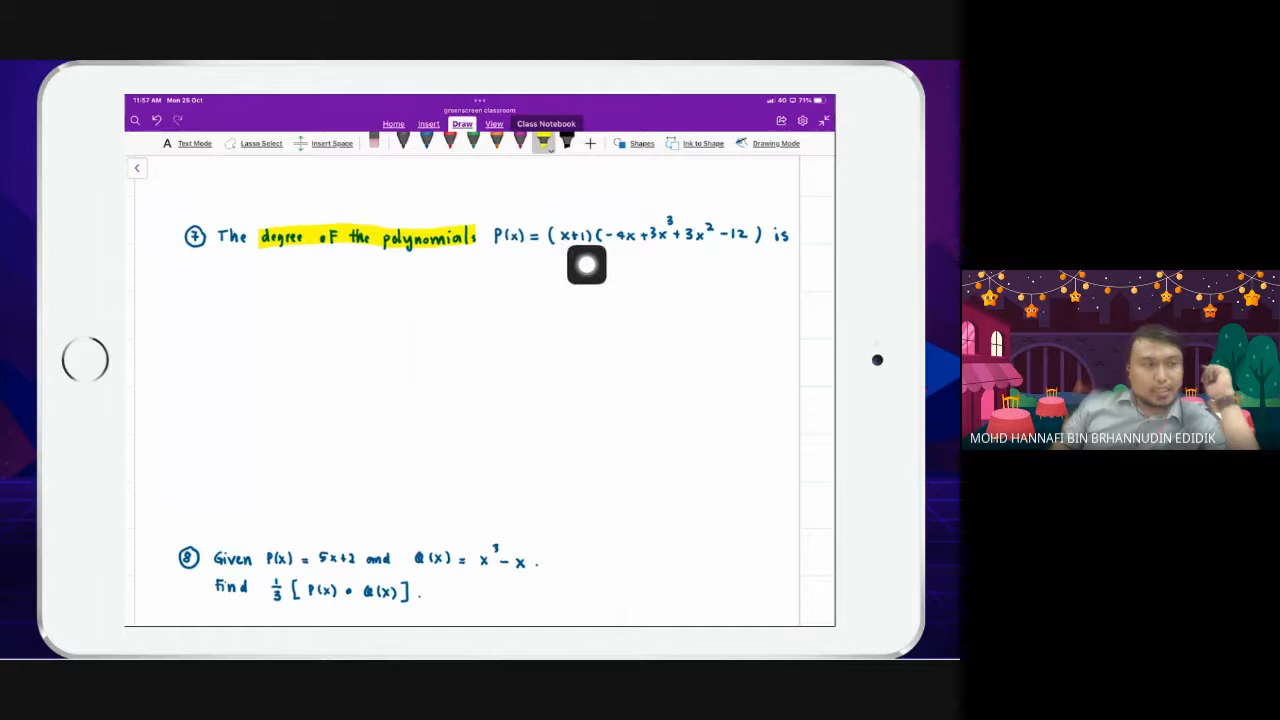 11:57 AM Mon 25 Oct
4G 71%
greenscreen classroom
Home Insert Draw View Class Notebook
A Text Mode Lasso Select Insert Space Shapes Ink to Shape Drawing Mode
⑦ The degree of the polynomials P(x) = (x+1)(-4x+3x³+3x²-12) is
⑧ Given P(x) = 5x+2 and Q(x) = x³-x.
Find 1/3 [P(x) • Q(x)].
MOHD HANNAFI BIN BRHANNUDIN EDIDIK